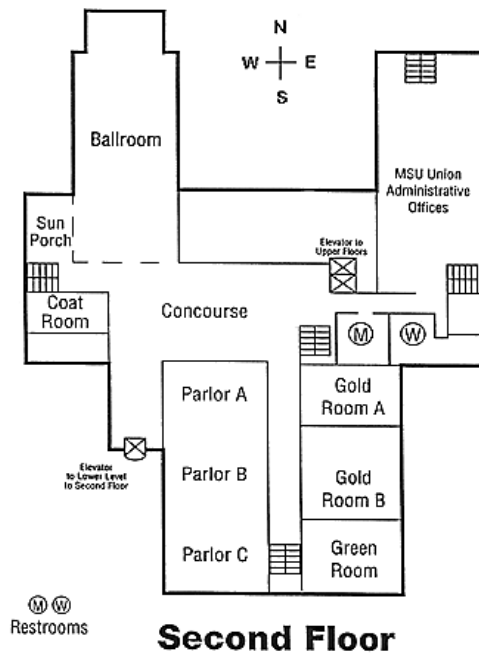 N
W E
S
Ballroom
MSU Union
Administrative
Offices
Sun
Porch
Elevator to
Upper Floors
Coat
Room
Concourse
M
W
Parlor A
Gold
Room A
Elevator
to Lower Level
to Second Floor
Parlor B
Gold
Room B
Parlor C
Green
Room
M W
Restrooms
Second Floor